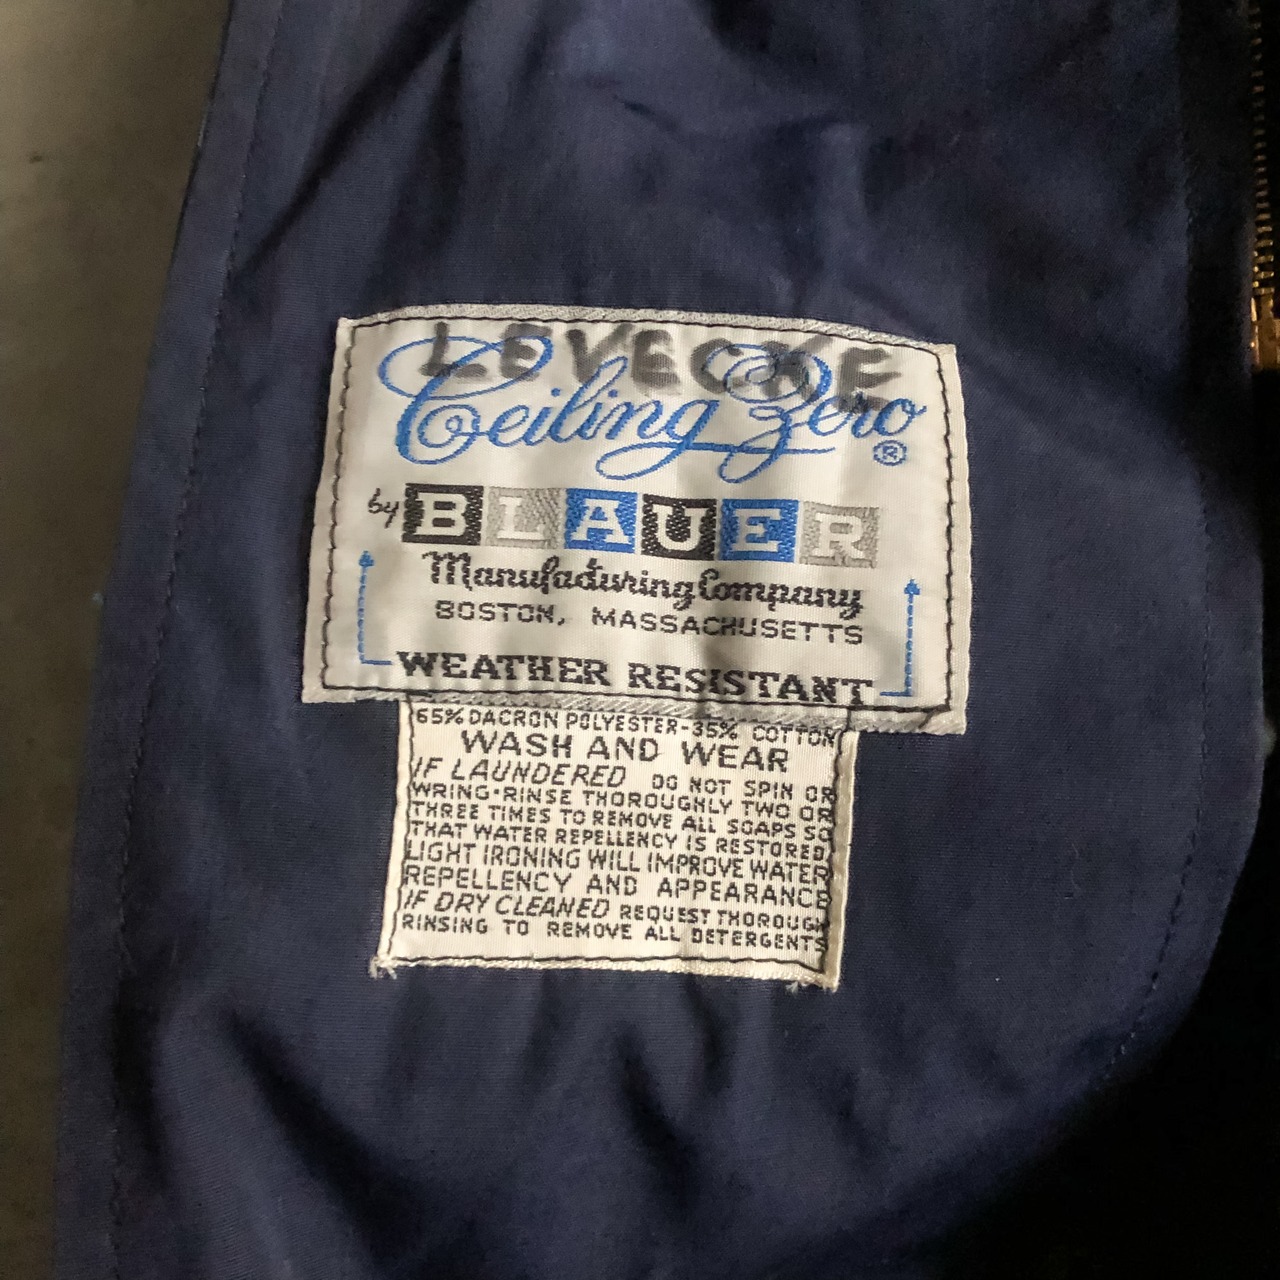 LEVECKE
Ceiling Zero ®
by BLAUER
Manufacturing Company
BOSTON, MASSACHUSETTS
WEATHER RESISTANT
65% DACRON POLYESTER-35% COTTON
WASH AND WEAR
IF LAUNDERED DO NOT SPIN OR
WRING·RINSE THOROUGHLY TWO OR
THREE TIMES TO REMOVE ALL SOAPS SO
THAT WATER REPELLENCY IS RESTORED
LIGHT IRONING WILL IMPROVE WATER
REPELLENCY AND APPEARANCE
IF DRY CLEANED REQUEST THOROUGH
RINSING TO REMOVE ALL DETERGENTS